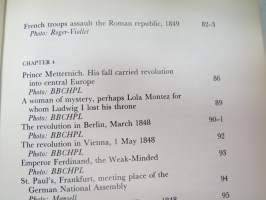 French troops assault the Roman republic, 1849 82–3
Photo: Roger-Viollet
CHAPTER 4
Prince Metternich. His fall carried revolution
into central Europe 86
Photo: BBCHPL
A woman of mystery, perhaps Lola Montez for
whom Ludwig I lost his throne 89
Photo: BBCHPL
The revolution in Berlin, March 1848 90–1
Photo: BBCHPL
The revolution in Vienna, 1 May 1848 92
Photo: BBCHPL
Emperor Ferdinand, the Weak-Minded 93
Photo: BBCHPL
St. Paul's, Frankfurt, meeting place of the
German National Assembly 94
Photo: Mansell
95